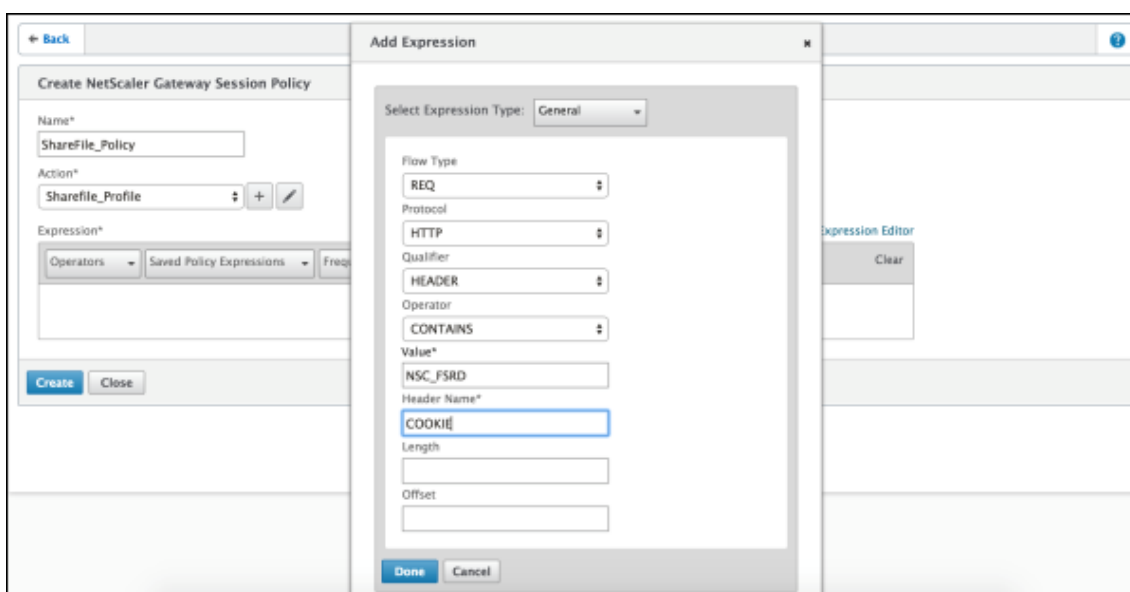 ← Back
Create NetScaler Gateway Session Policy
Name*
ShareFile_Policy
Action*
Sharefile_Profile
+
Expression*
Operators
Saved Policy Expressions
Frequ
Expression Editor
Clear
Create
Close
Add Expression
×
?
Select Expression Type: General
Flow Type
REQ
Protocol
HTTP
Qualifier
HEADER
Operator
CONTAINS
Value*
NSC_FSRD
Header Name*
COOKIE
Length
Offset
Done
Cancel